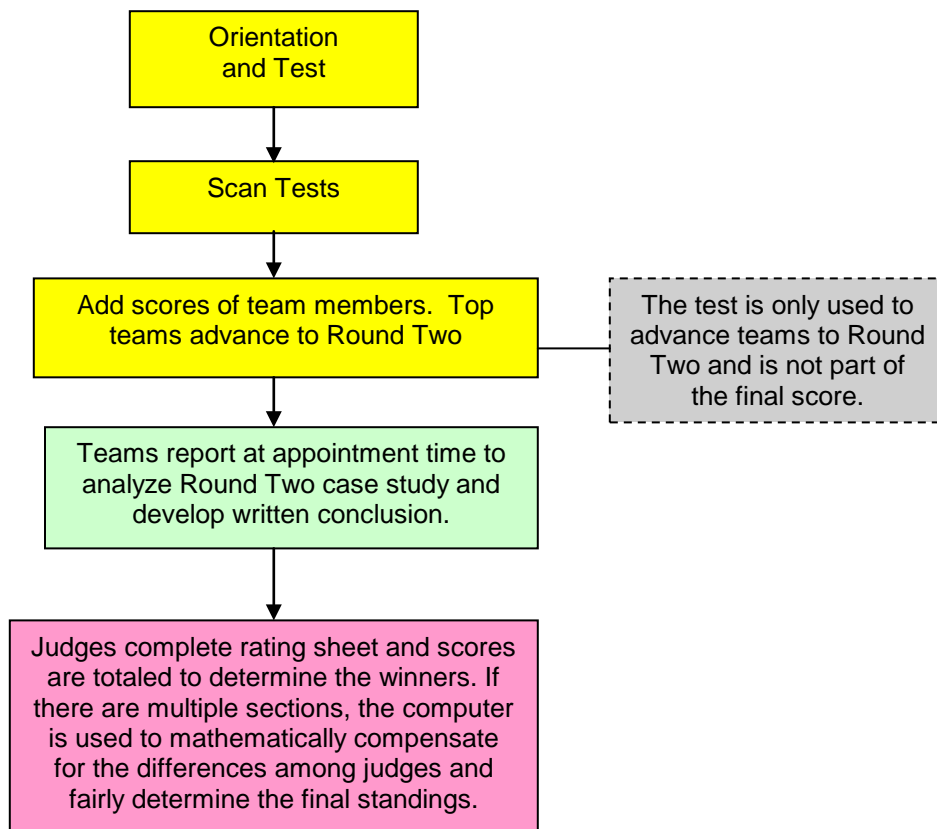 Orientation
and Test
Scan Tests
Add scores of team members.  Top
teams advance to Round Two
The test is only used to
advance teams to Round
Two and is not part of
the final score.
Teams report at appointment time to
analyze Round Two case study and
develop written conclusion.
Judges complete rating sheet and scores
are totaled to determine the winners. If
there are multiple sections, the computer
is used to mathematically compensate
for the differences among judges and
fairly determine the final standings.